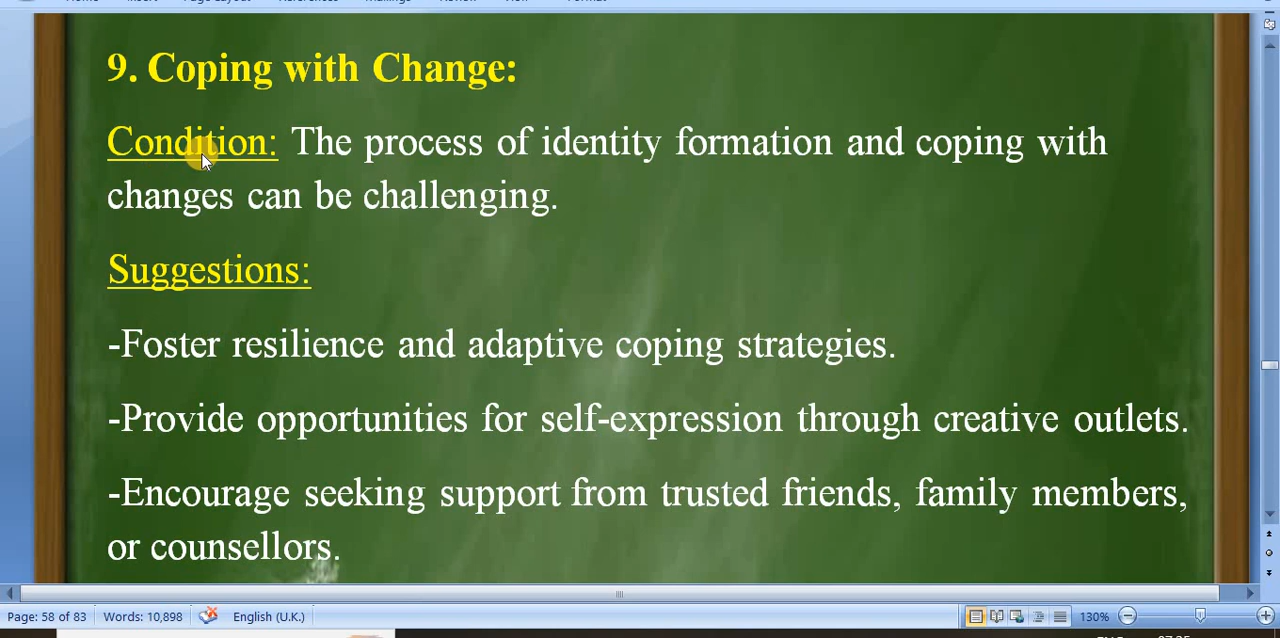 9. Coping with Change:
Condition: The process of identity formation and coping with
changes can be challenging.
Suggestions:
-Foster resilience and adaptive coping strategies.
-Provide opportunities for self-expression through creative outlets.
-Encourage seeking support from trusted friends, family members,
or counsellors.
Page: 58 of 83 Words: 10,898 English (U.K.) 130%